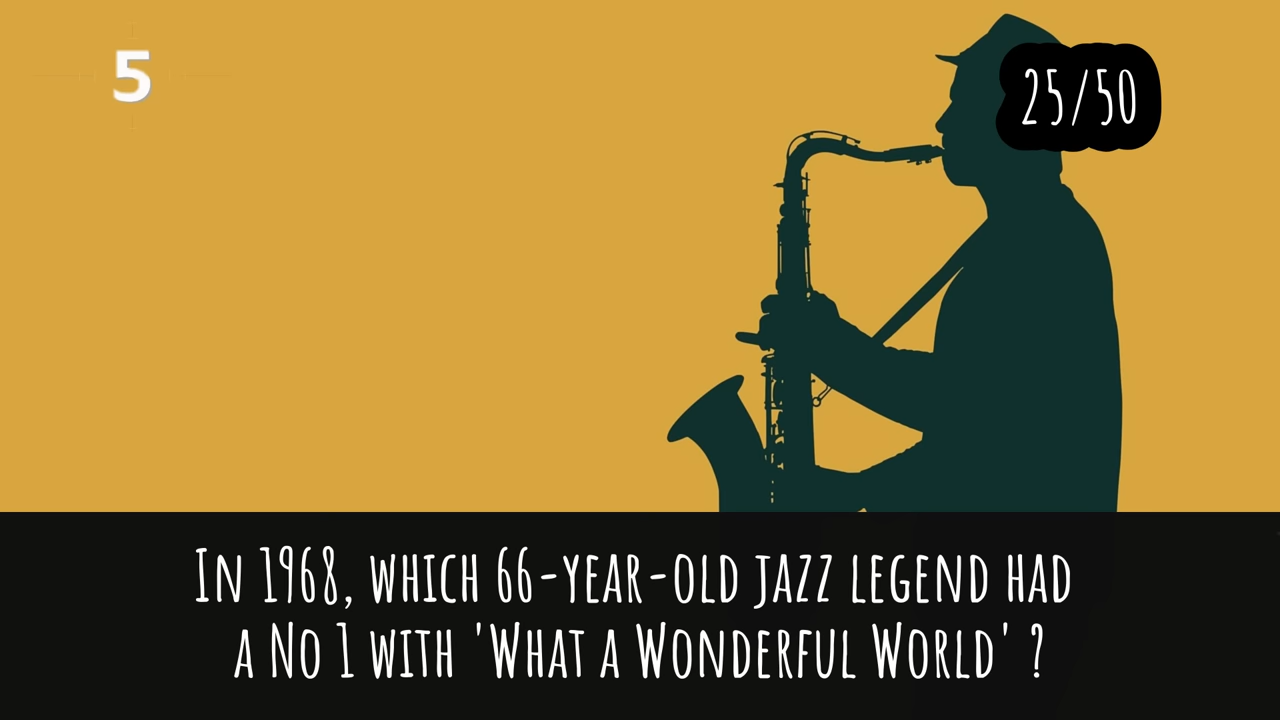 5
25/50
In 1968, which 66-year-old jazz legend had
a No 1 with 'What a Wonderful World' ?